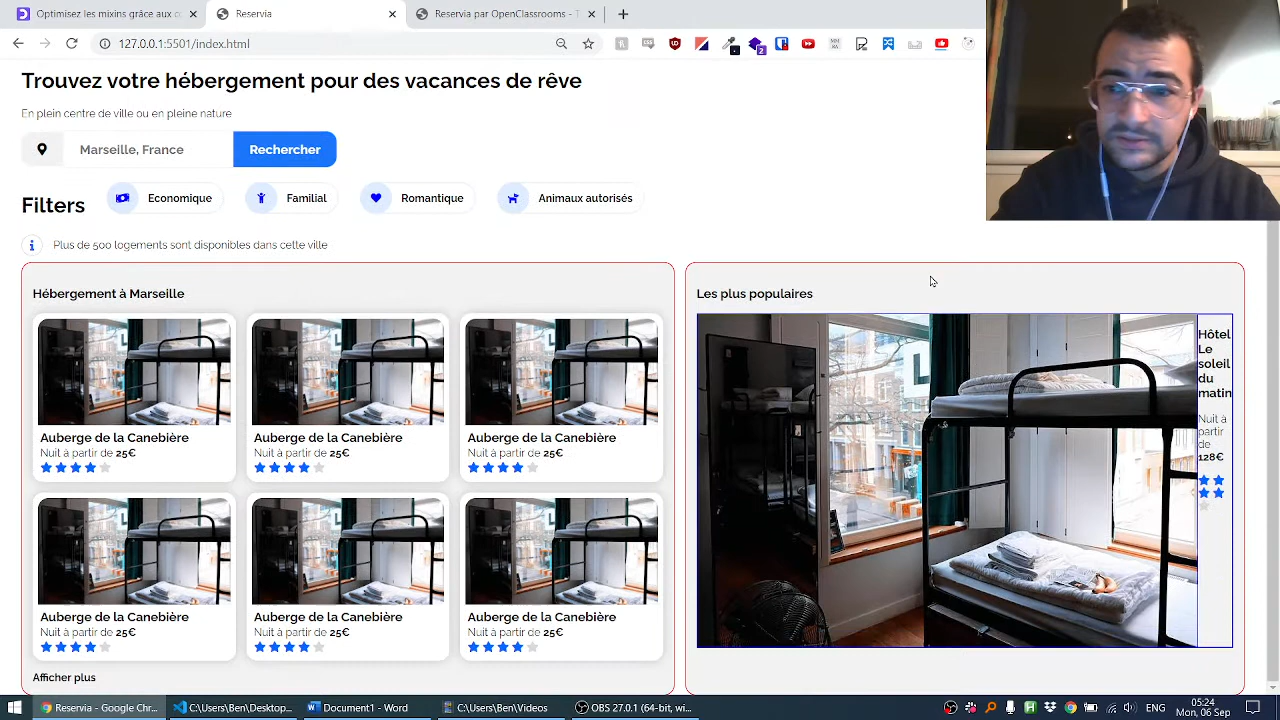 Optimisez les mixins grâce aux o
Reservia
Reservia par OpenClassrooms - T
127.0.0.1:5500/index.html
2
Trouvez votre hébergement pour des vacances de rêve
En plein centre de ville ou en pleine nature
Marseille, France
Rechercher
Filters
Economique
Familial
Romantique
Animaux autorisés
Plus de 500 logements sont disponibles dans cette ville
Hébergement à Marseille
Auberge de la Canebière
Nuit à partir de 25€
Auberge de la Canebière
Nuit à partir de 25€
Auberge de la Canebière
Nuit à partir de 25€
Auberge de la Canebière
Nuit à partir de 25€
Auberge de la Canebière
Nuit à partir de 25€
Auberge de la Canebière
Nuit à partir de 25€
Afficher plus
Les plus populaires
Hôtel
Le
soleil
du
matin
Nuit à
partir
de
128€
Reservia - Google Chr...
C:\Users\Ben\Desktop...
Document1 - Word
C:\Users\Ben\Videos
OBS 27.0.1 (64-bit, wi...
ENG
05:24
Mon, 06 Sep